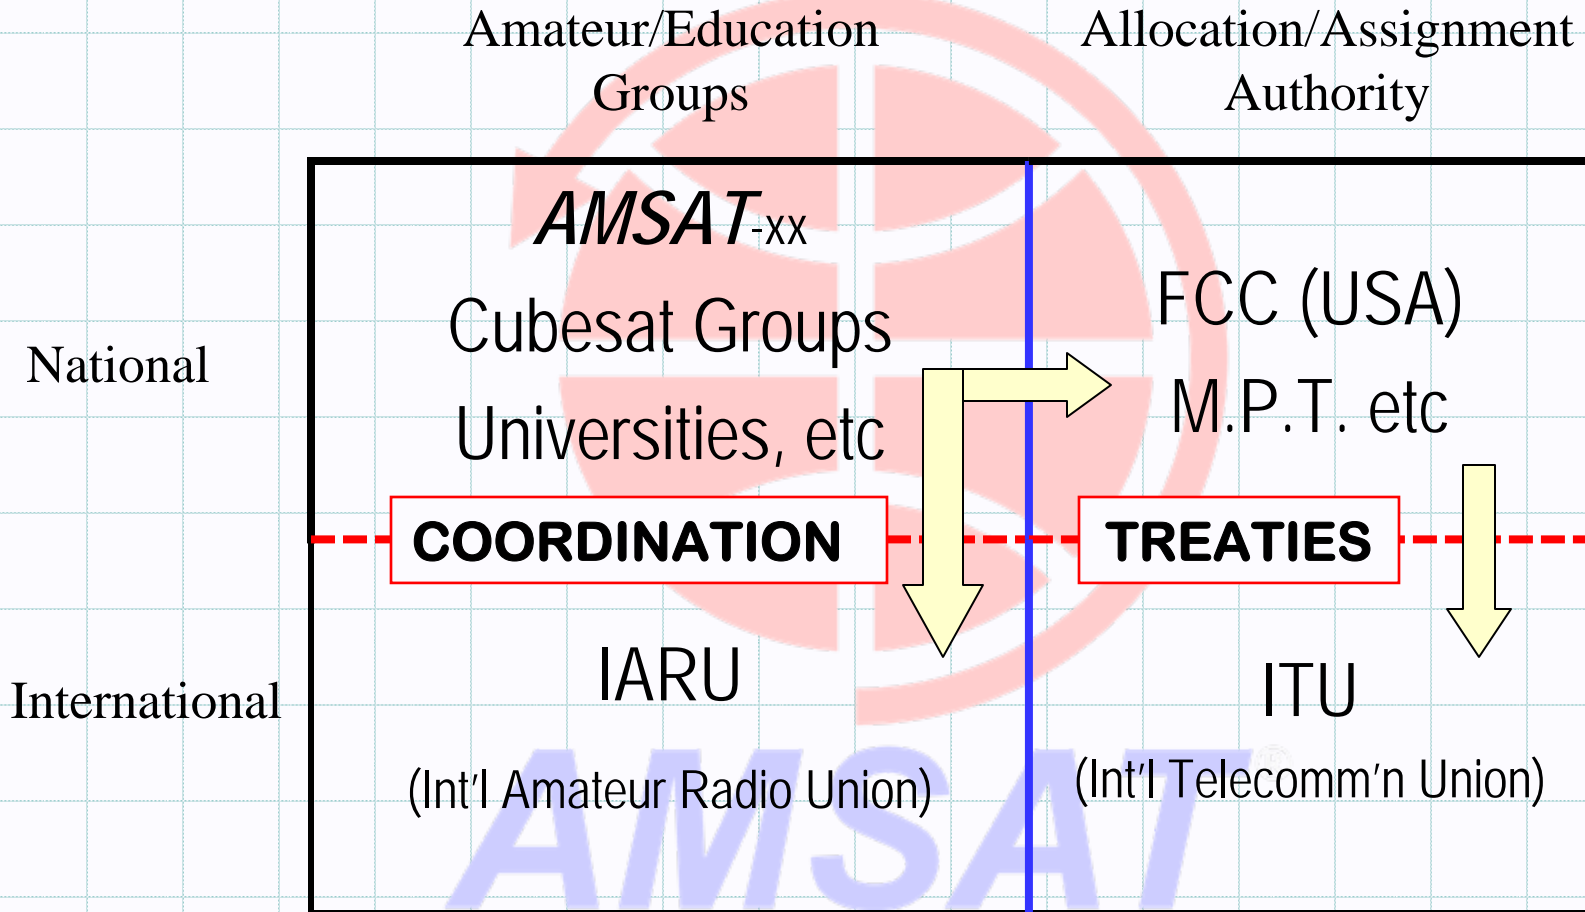 Amateur/Education
Groups
Allocation/Assignment
Authority
National
AMSAT-xx
Cubesat Groups
Universities, etc
FCC (USA)
M.P.T. etc
COORDINATION
TREATIES
International
IARU
(Int'l Amateur Radio Union)
ITU
(Int'l Telecomm'n Union)
AMSAT